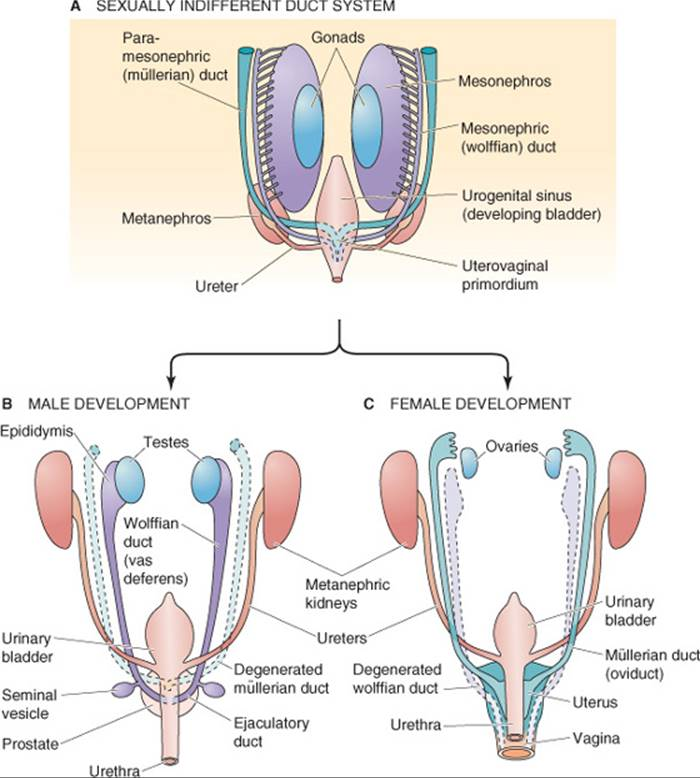 A SEXUALLY INDIFFERENT DUCT SYSTEM
Para-
mesonephric
(müllerian) duct
Gonads
Mesonephros
Mesonephric
(wolffian) duct
Urogenital sinus
(developing bladder)
Metanephros
Uterovaginal
primordium
Ureter
B MALE DEVELOPMENT
Epididymis
Testes
Wolffian
duct
(vas
deferens)
Metanephric
kidneys
Ureters
Urinary
bladder
Degenerated
müllerian duct
Seminal
vesicle
Ejaculatory
duct
Prostate
Urethra
C FEMALE DEVELOPMENT
Ovaries
Urinary
bladder
Müllerian duct
(oviduct)
Degenerated
wolffian duct
Uterus
Urethra
Vagina